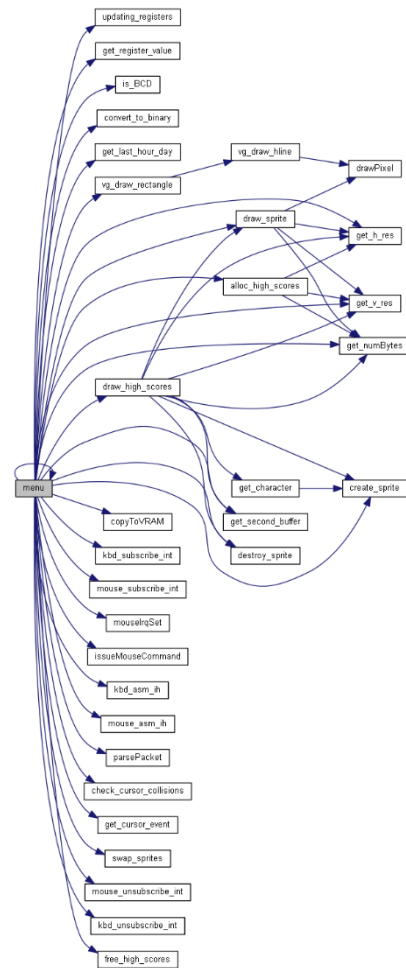 updating_registers
get_register_value
is_BCD
convert_to_binary
get_last_hour_day
vg_draw_hline
vg_draw_rectangle
drawPixel
draw_sprite
get_h_res
alloc_high_scores
get_v_res
get_numBytes
draw_high_scores
menu
get_character
create_sprite
copyToVRAM
get_second_buffer
kbd_subscribe_int
destroy_sprite
mouse_subscribe_int
mouseIrqSet
issueMouseCommand
kbd_asm_ih
mouse_asm_ih
parsePacket
check_cursor_collisions
get_cursor_event
swap_sprites
mouse_unsubscribe_int
kbd_unsubscribe_int
free_high_scores